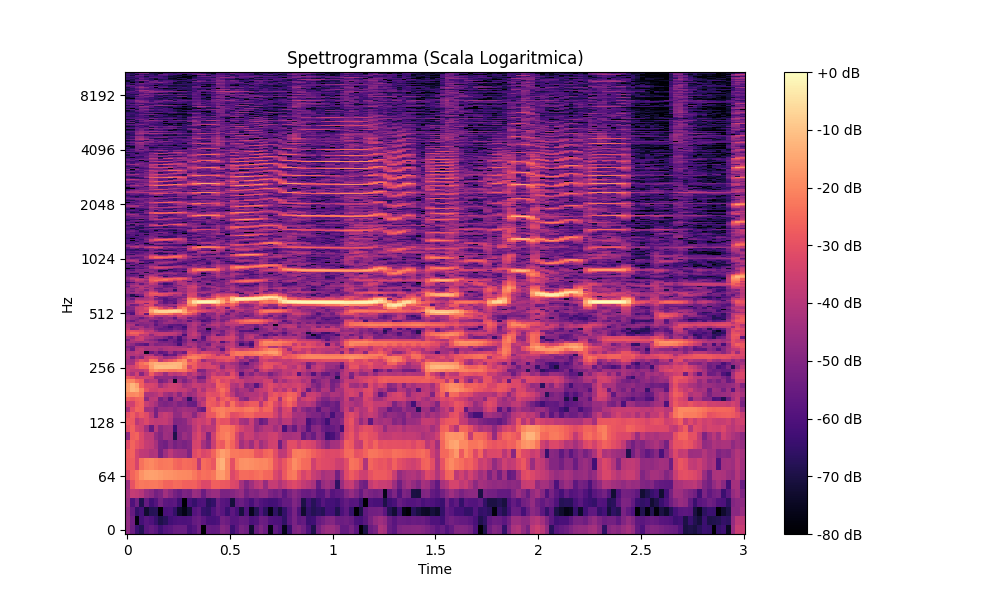 Spettrogramma (Scala Logaritmica)
Hz
8192
4096
2048
1024
512
256
128
64
0
0
0.5
1
1.5
2
2.5
3
Time
+0 dB
-10 dB
-20 dB
-30 dB
-40 dB
-50 dB
-60 dB
-70 dB
-80 dB